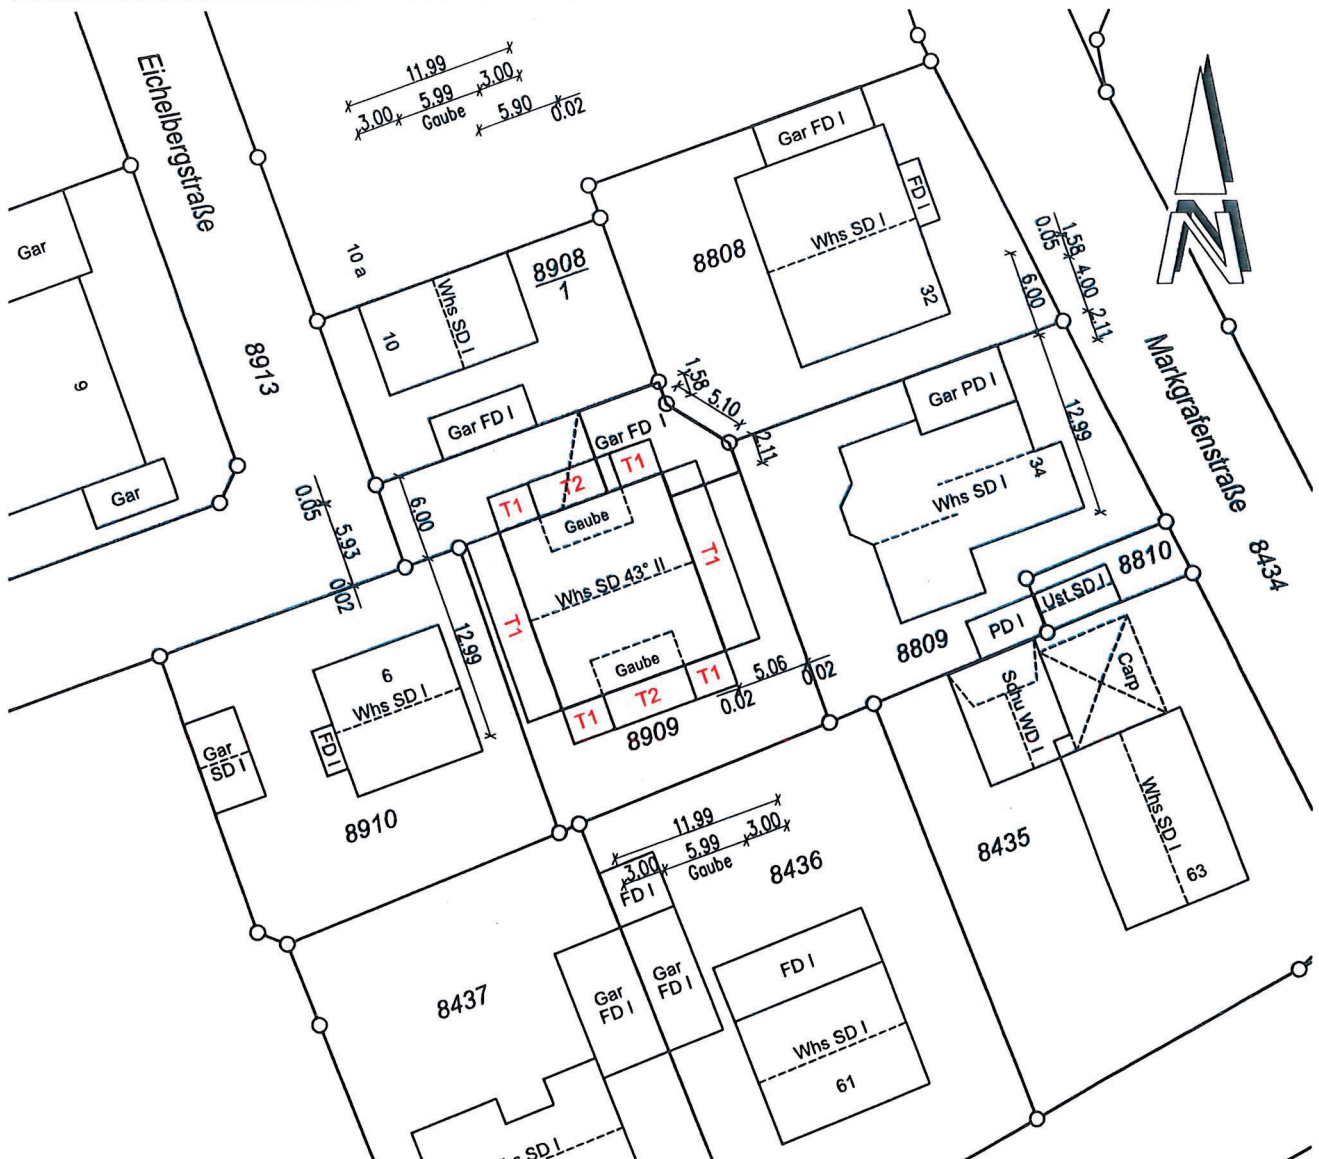 11.99
3.00 5.99 3.00
Gaube
5.90 0.02
Eichelbergstraße
Gar FD I
FD I
Gar
10 a
8908
1
8808
Whs SD I
32
0.05 1.58 4.00 2.11
6.00
N
10
Whs SD I
8913
9
Gar FD I
1.58 5.10
2.11
Gar FD I
Gar PD I
12.99
34
Whs SD I
Markgrafenstraße
Gar
0.05 5.93 0.02
6.00
T1 T2 T1
Gaube
Whs SD 43° II
T1
T1
12.99
8810
8434
Ust.SD.I
PD I
8809
Gaube
5.06 0.02
0.02
T1 T2 T1
8909
6
Whs SD I
FD I
Gar
SD I
8910
Schu WD I
Carp
11.99
3.00 5.99 3.00
Gaube
FD I
8436
8435
Whs SD I
63
8437
Gar
FD I
Gar
FD I
FD I
Whs SD I
61
SD I